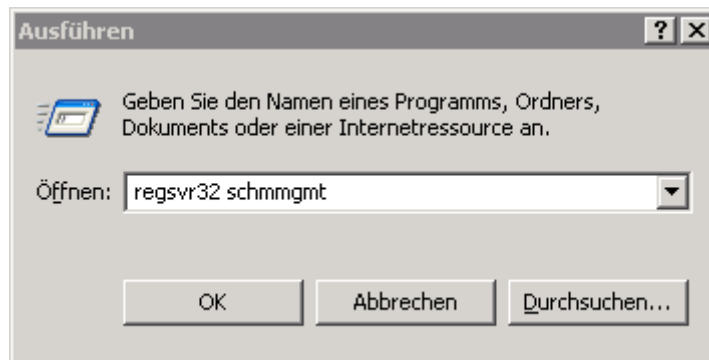 Ausführen
Geben Sie den Namen eines Programms, Ordners,
Dokuments oder einer Internetressource an.
Öffnen: regsvr32 schmmgmt
OK Abbrechen Durchsuchen...